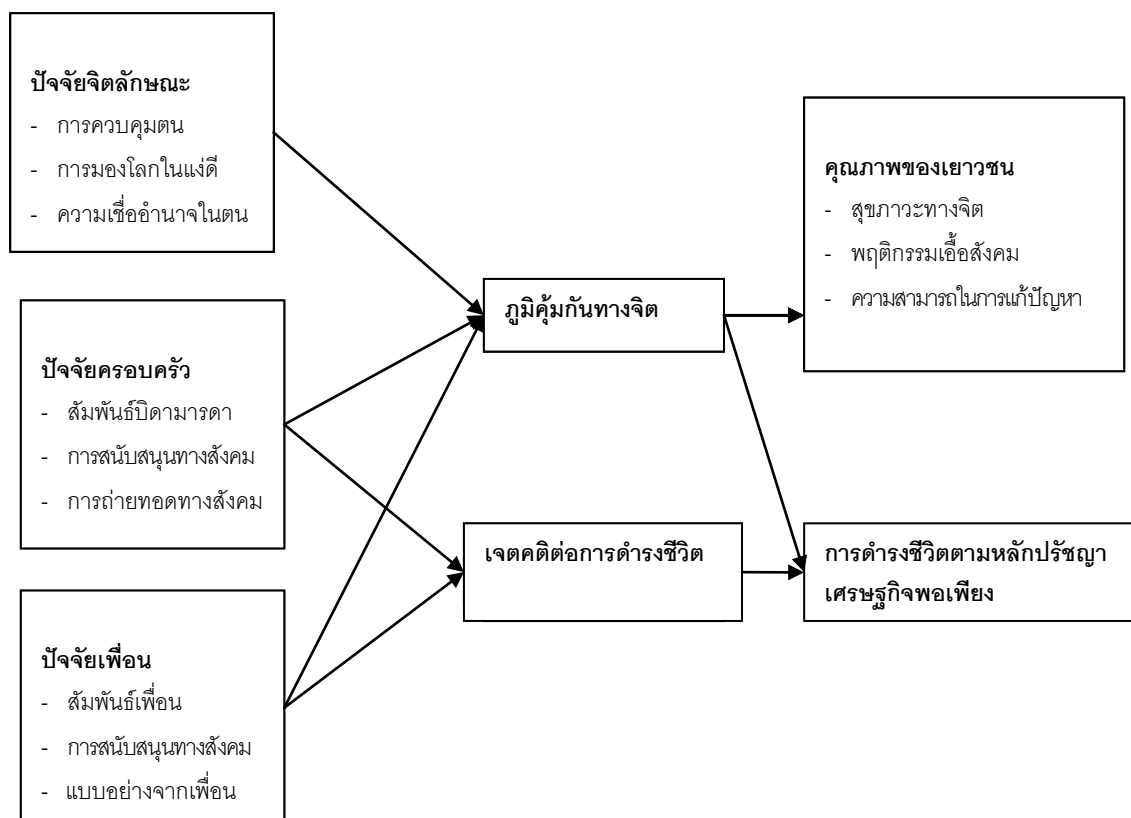 ปัจจัยจิตลักษณะ
- การควบคุมตน
- การมองโลกในแง่ดี
- ความเชื่ออำนาจในตน
ปัจจัยครอบครัว
- สัมพันธ์บิดามารดา
- การสนับสนุนทางสังคม
- การถ่ายทอดทางสังคม
ปัจจัยเพื่อน
- สัมพันธ์เพื่อน
- การสนับสนุนทางสังคม
- แบบอย่างจากเพื่อน
ภูมิคุ้มกันทางจิต
เจตคติต่อการดำรงชีวิต
คุณภาพของเยาวชน
- สุขภาวะทางจิต
- พฤติกรรมเอื้อสังคม
- ความสามารถในการแก้ปัญหา
การดำรงชีวิตตามหลักปรัชญา
เศรษฐกิจพอเพียง